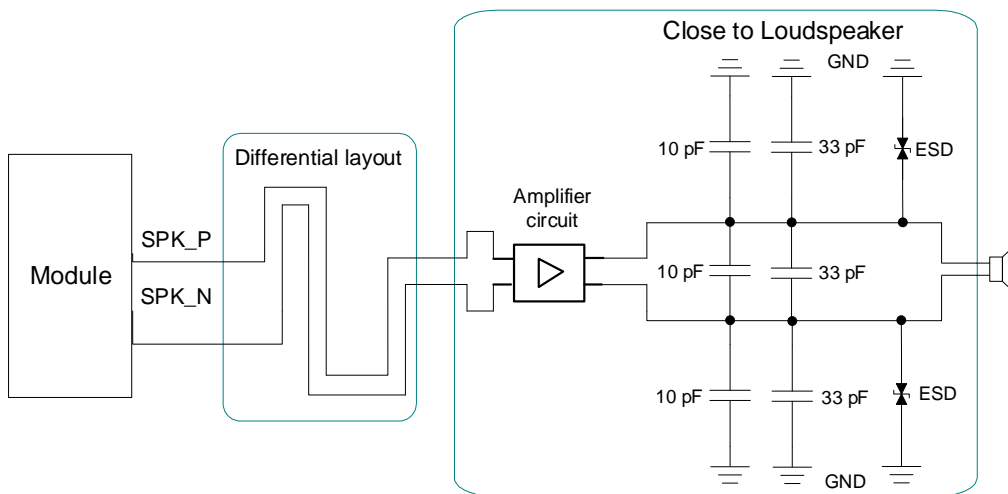 Close to Loudspeaker
GND
10 pF
33 pF
ESD
Differential layout
Amplifier
circuit
SPK_P
Module
10 pF
33 pF
SPK_N
10 pF
33 pF
ESD
GND